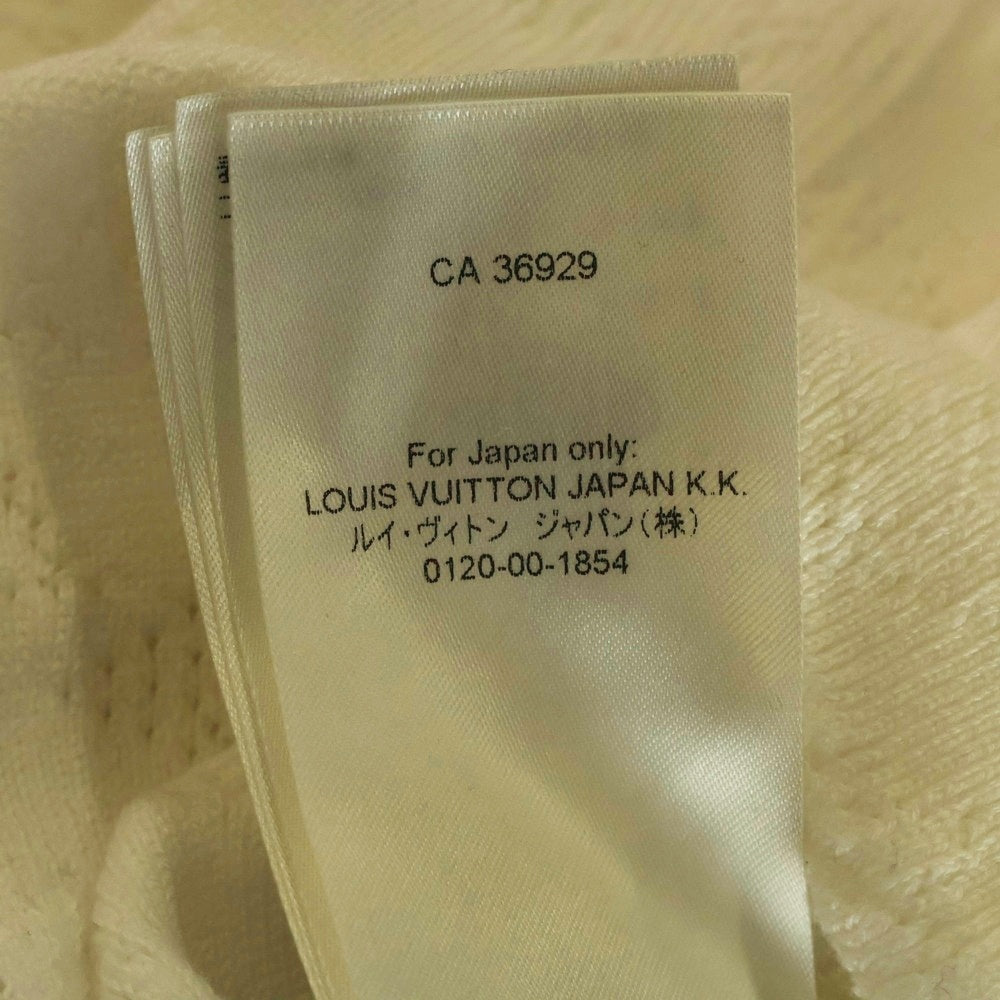 CA 36929
For Japan only:
LOUIS VUITTON JAPAN K.K.
ルイ・ヴィトン　ジャパン(株)
0120-00-1854